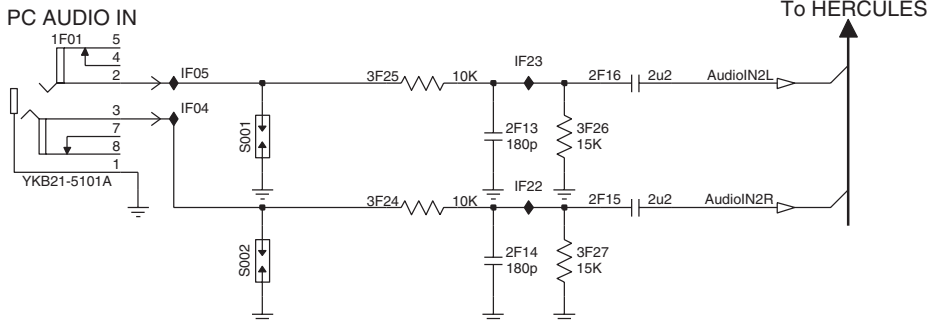 PC AUDIO IN
To HERCULES
1F01
5
4
2
IF05
3F25
10K
IF23
2F16
2u2
AudioIN2L
3
IF04
7
8
1
YKB21-5101A
S001
2F13
180p
3F26
15K
IF22
3F24
10K
2F15
2u2
AudioIN2R
S002
2F14
180p
3F27
15K